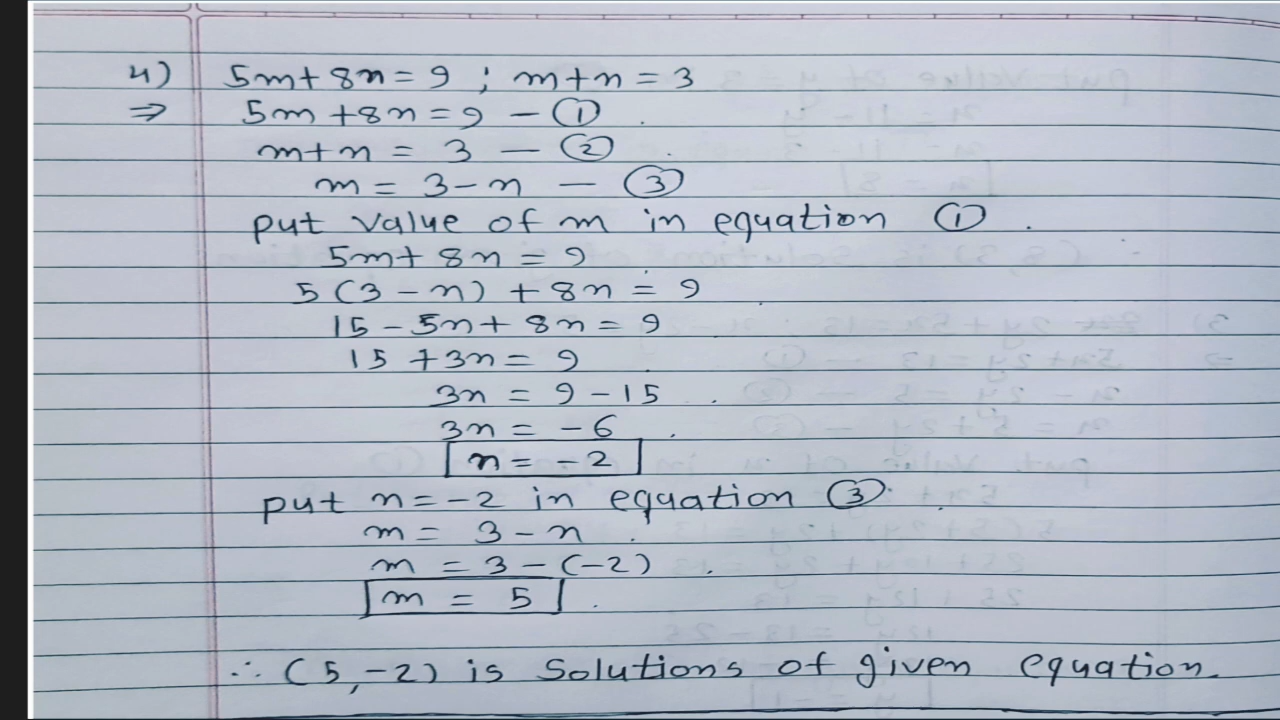 4) 5m+8n=9 ; m+n=3
⇒ 5m+8n=9 — ①
m+n = 3 — ②
m = 3-n — ③
put value of m in equation ① .
5m+8n=9
5(3-n)+8n=9
15-5n+8n=9
15+3n=9
3n=9-15
3n=-6
n=-2
put n=-2 in equation ③.
m=3-n
m=3-(-2)
m=5
∴ (5,-2) is Solutions of given equation.